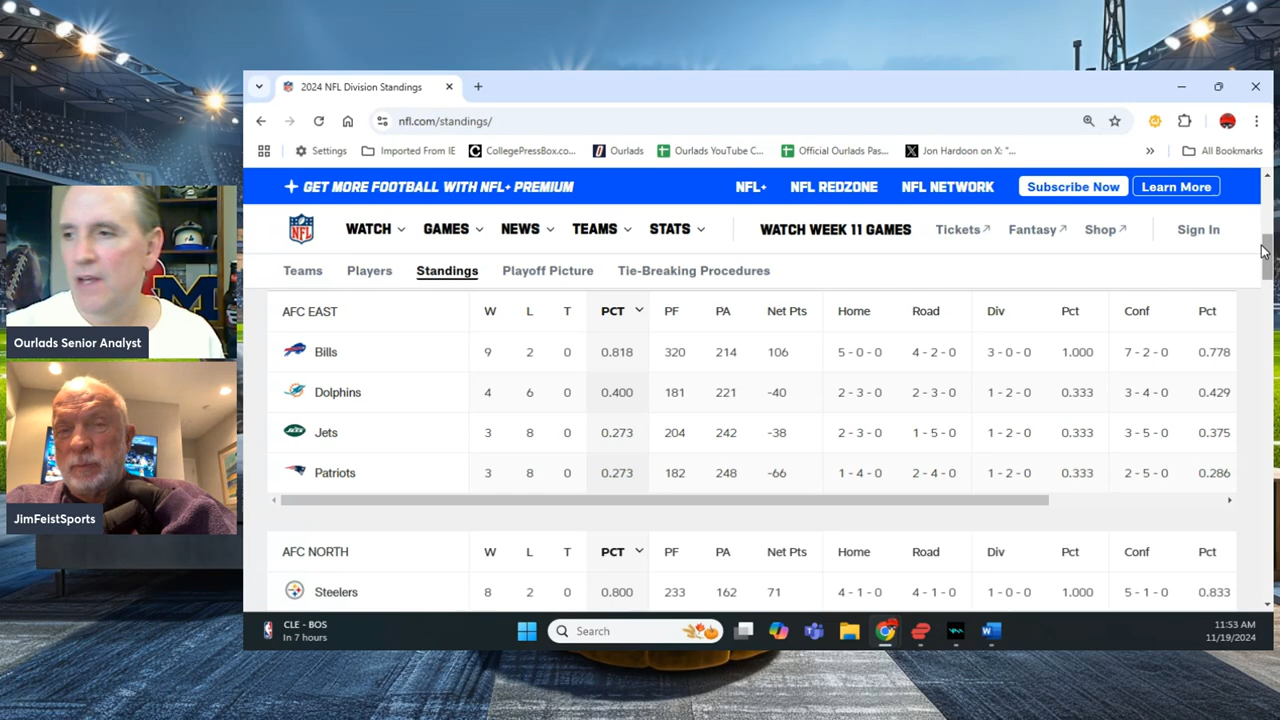 2024 NFL Division Standings
nfl.com/standings/
Settings Imported From IE CollegePressBox.co... Ourlads Ourlads YouTube C... Official Ourlads Pas... Jon Hardoon on X: "... » All Bookmarks
GET MORE FOOTBALL WITH NFL+ PREMIUM NFL+ NFL REDZONE NFL NETWORK Subscribe Now Learn More
NFL WATCH GAMES NEWS TEAMS STATS WATCH WEEK 11 GAMES Tickets Fantasy Shop Sign In
Teams Players Standings Playoff Picture Tie-Breaking Procedures
AFC EAST W L T PCT PF PA Net Pts Home Road Div Pct Conf Pct
Bills 9 2 0 0.818 320 214 106 5 - 0 - 0 4 - 2 - 0 3 - 0 - 0 1.000 7 - 2 - 0 0.778
Dolphins 4 6 0 0.400 181 221 -40 2 - 3 - 0 2 - 3 - 0 1 - 2 - 0 0.333 3 - 4 - 0 0.429
Jets 3 8 0 0.273 204 242 -38 2 - 3 - 0 1 - 5 - 0 1 - 2 - 0 0.333 3 - 5 - 0 0.375
Patriots 3 8 0 0.273 182 248 -66 1 - 4 - 0 2 - 4 - 0 1 - 2 - 0 0.333 2 - 5 - 0 0.286
AFC NORTH W L T PCT PF PA Net Pts Home Road Div Pct Conf Pct
Steelers 8 2 0 0.800 233 162 71 4 - 1 - 0 4 - 1 - 0 1 - 0 - 0 1.000 5 - 1 - 0 0.833
CLE - BOS
In 7 hours
Search
11:53 AM
11/19/2024
M
Ourlads Senior Analyst
JimFeistSports